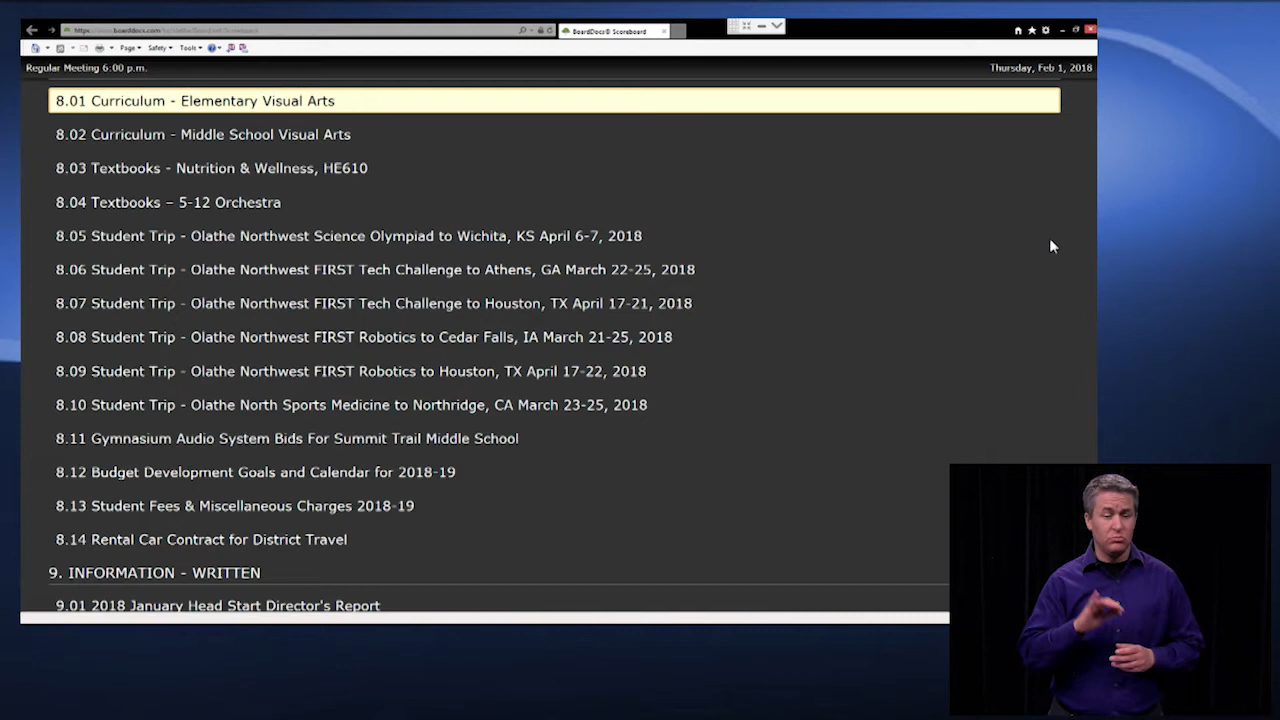 BoardDocs® Scoreboard
Page
Safety
Tools
Regular Meeting 6:00 p.m.
Thursday, Feb 1, 2018
8.01 Curriculum - Elementary Visual Arts
8.02 Curriculum - Middle School Visual Arts
8.03 Textbooks - Nutrition & Wellness, HE610
8.04 Textbooks – 5-12 Orchestra
8.05 Student Trip - Olathe Northwest Science Olympiad to Wichita, KS April 6-7, 2018
8.06 Student Trip - Olathe Northwest FIRST Tech Challenge to Athens, GA March 22-25, 2018
8.07 Student Trip - Olathe Northwest FIRST Tech Challenge to Houston, TX April 17-21, 2018
8.08 Student Trip - Olathe Northwest FIRST Robotics to Cedar Falls, IA March 21-25, 2018
8.09 Student Trip - Olathe Northwest FIRST Robotics to Houston, TX April 17-22, 2018
8.10 Student Trip - Olathe North Sports Medicine to Northridge, CA March 23-25, 2018
8.11 Gymnasium Audio System Bids For Summit Trail Middle School
8.12 Budget Development Goals and Calendar for 2018-19
8.13 Student Fees & Miscellaneous Charges 2018-19
8.14 Rental Car Contract for District Travel
9. INFORMATION - WRITTEN
9.01 2018 January Head Start Director's Report